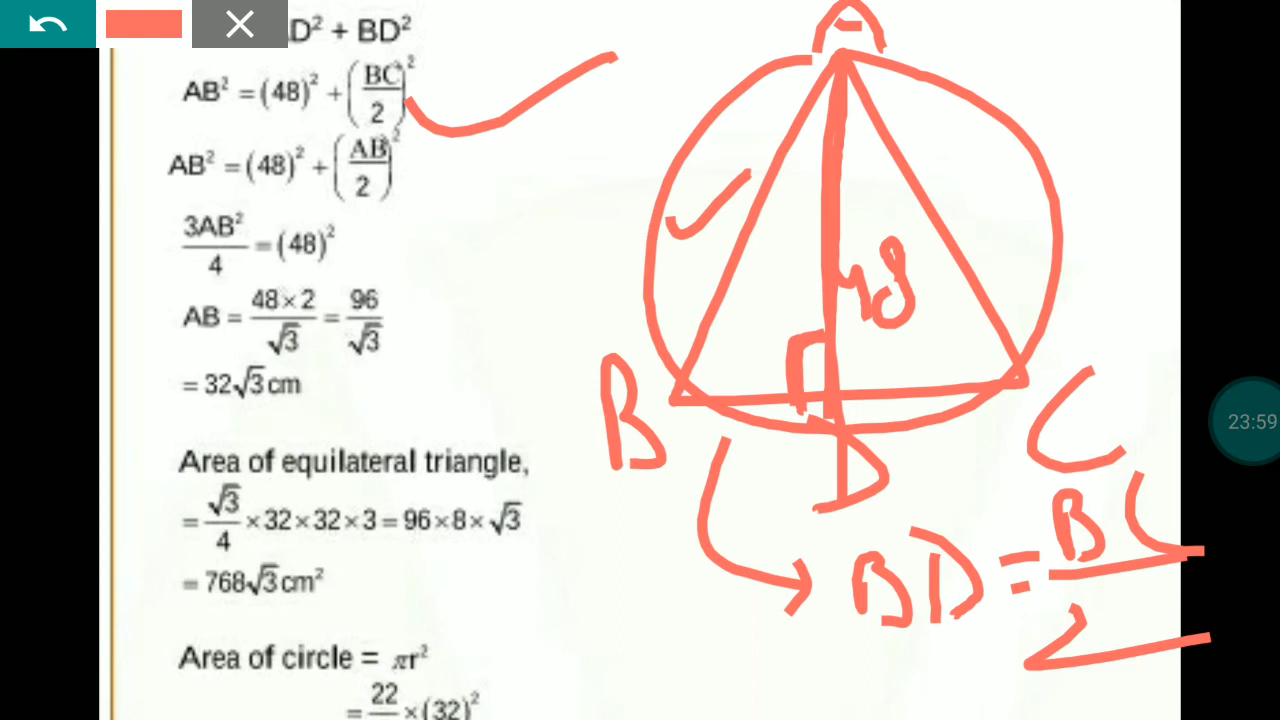 D² + BD²
AB² = (48)² + (BC/2)²
AB² = (48)² + (AB/2)²
3AB²/4 = (48)²
AB = 48 × 2/√3 = 96/√3
= 32√3 cm
Area of equilateral triangle,
= √3/4 × 32 × 32 × 3 = 96 × 8 × √3
= 768√3 cm²
Area of circle = πr²
= 22 × (32)²
48
B
C
D
BD = BC/2
23:59